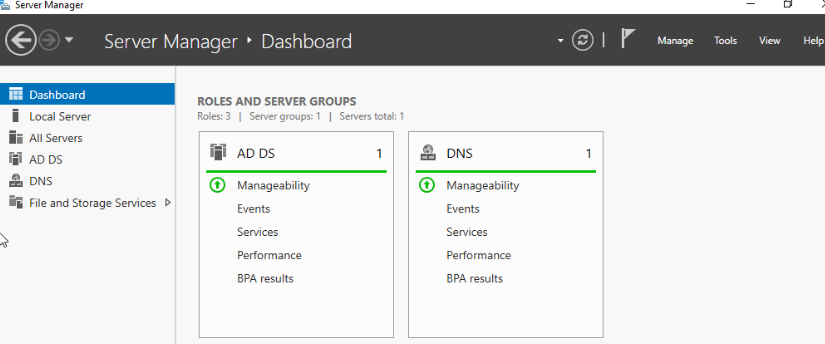 Server Manager
Server Manager ‣ Dashboard
Manage Tools View Help
Dashboard
Local Server
All Servers
AD DS
DNS
File and Storage Services
ROLES AND SERVER GROUPS
Roles: 3 | Server groups: 1 | Servers total: 1
AD DS 1
Manageability
Events
Services
Performance
BPA results
DNS 1
Manageability
Events
Services
Performance
BPA results